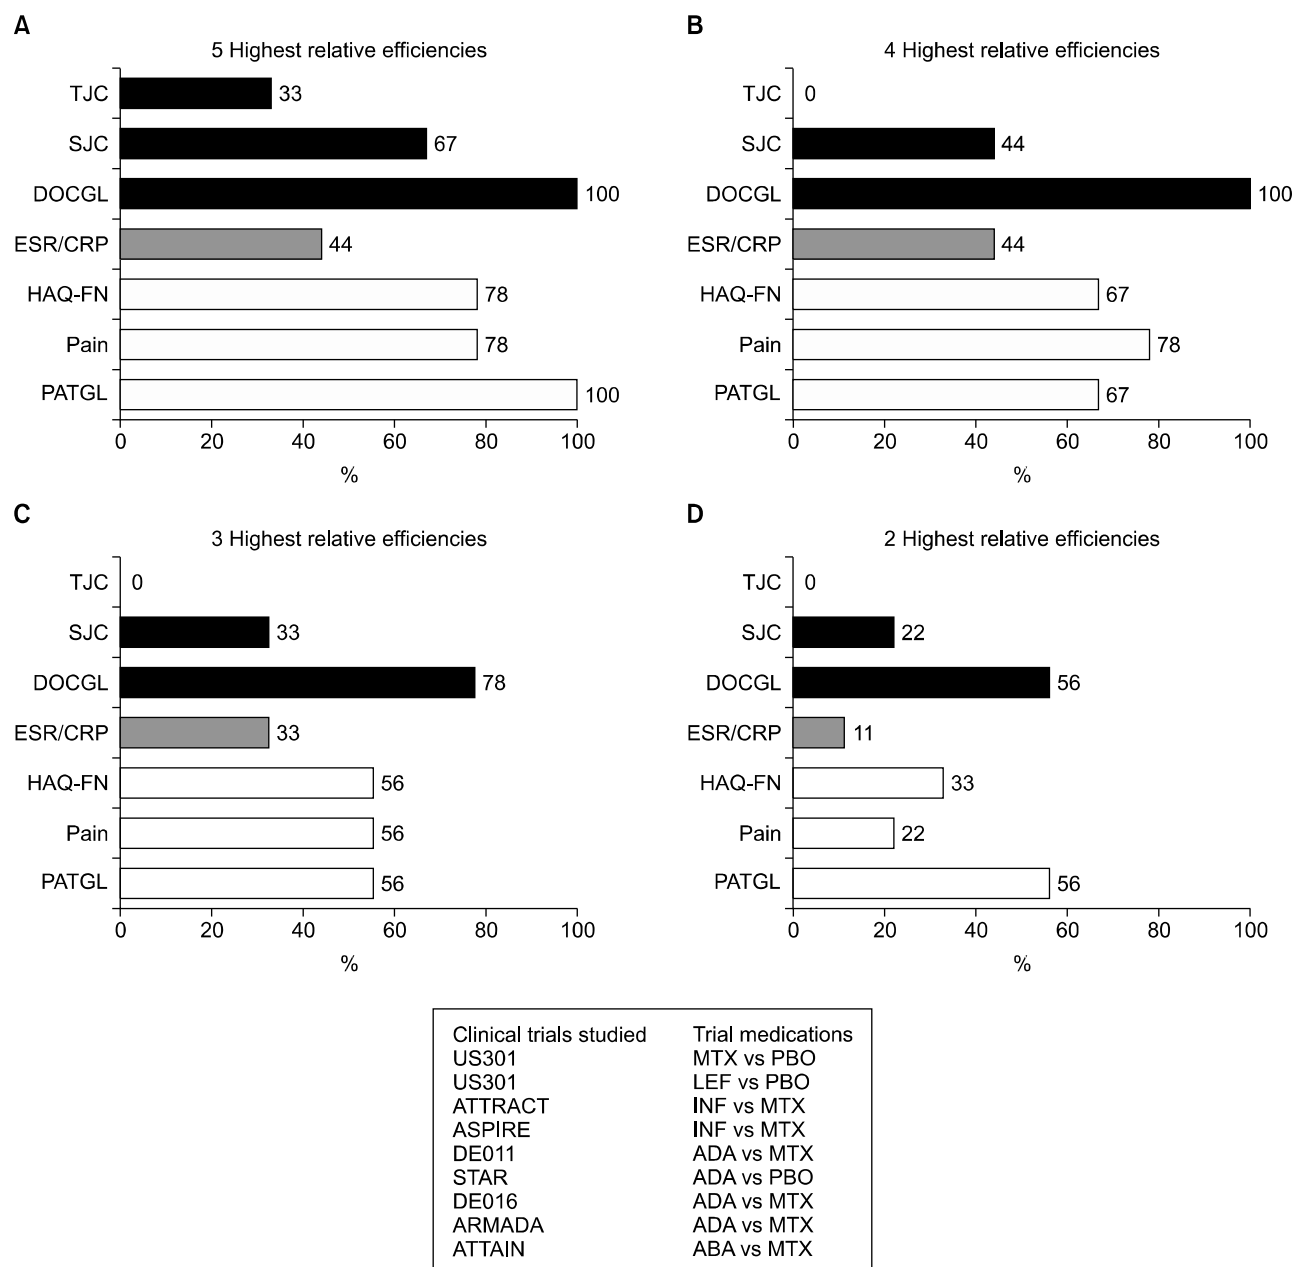 A
5 Highest relative efficiencies
TJC 33
SJC 67
DOCGL 100
ESR/CRP 44
HAQ-FN 78
Pain 78
PATGL 100
0 20 40 60 80 100
%
B
4 Highest relative efficiencies
TJC 0
SJC 44
DOCGL 100
ESR/CRP 44
HAQ-FN 67
Pain 78
PATGL 67
0 20 40 60 80 100
%
C
3 Highest relative efficiencies
TJC 0
SJC 33
DOCGL 78
ESR/CRP 33
HAQ-FN 56
Pain 56
PATGL 56
0 20 40 60 80 100
%
D
2 Highest relative efficiencies
TJC 0
SJC 22
DOCGL 56
ESR/CRP 11
HAQ-FN 33
Pain 22
PATGL 56
0 20 40 60 80 100
%
Clinical trials studied Trial medications
US301 MTX vs PBO
US301 LEF vs PBO
ATTRACT INF vs MTX
ASPIRE INF vs MTX
DE011 ADA vs MTX
STAR ADA vs PBO
DE016 ADA vs MTX
ARMADA ADA vs MTX
ATTAIN ABA vs MTX